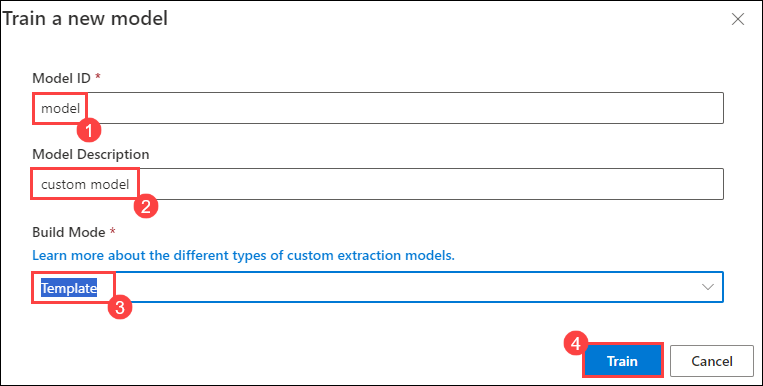 Train a new model
Model ID *
model
1
Model Description
custom model
2
Build Mode *
Learn more about the different types of custom extraction models.
Template
3
4
Train
Cancel